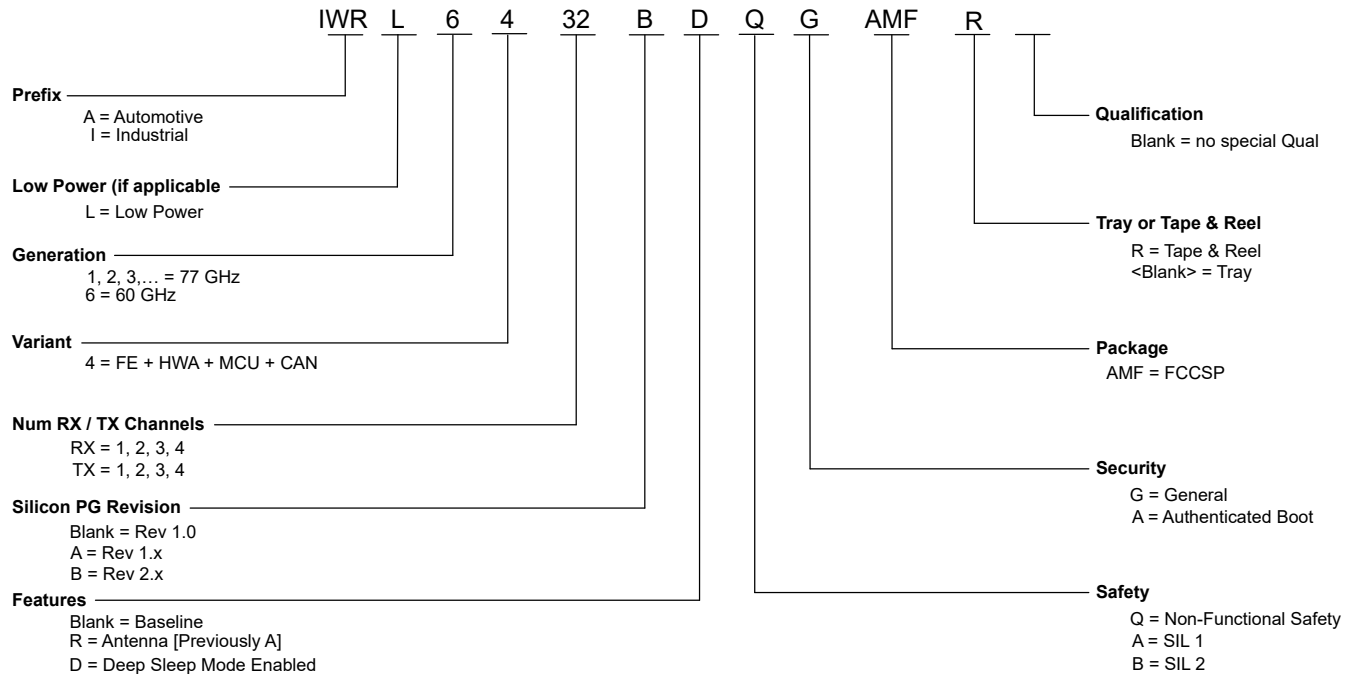 IWR L 6 4 32 B D Q G AMF R
Prefix
A = Automotive
I = Industrial
Low Power (if applicable
L = Low Power
Generation
1, 2, 3,… = 77 GHz
6 = 60 GHz
Variant
4 = FE + HWA + MCU + CAN
Num RX / TX Channels
RX = 1, 2, 3, 4
TX = 1, 2, 3, 4
Silicon PG Revision
Blank = Rev 1.0
A = Rev 1.x
B = Rev 2.x
Features
Blank = Baseline
R = Antenna [Previously A]
D = Deep Sleep Mode Enabled
Qualification
Blank = no special Qual
Tray or Tape & Reel
R = Tape & Reel
<Blank> = Tray
Package
AMF = FCCSP
Security
G = General
A = Authenticated Boot
Safety
Q = Non-Functional Safety
A = SIL 1
B = SIL 2